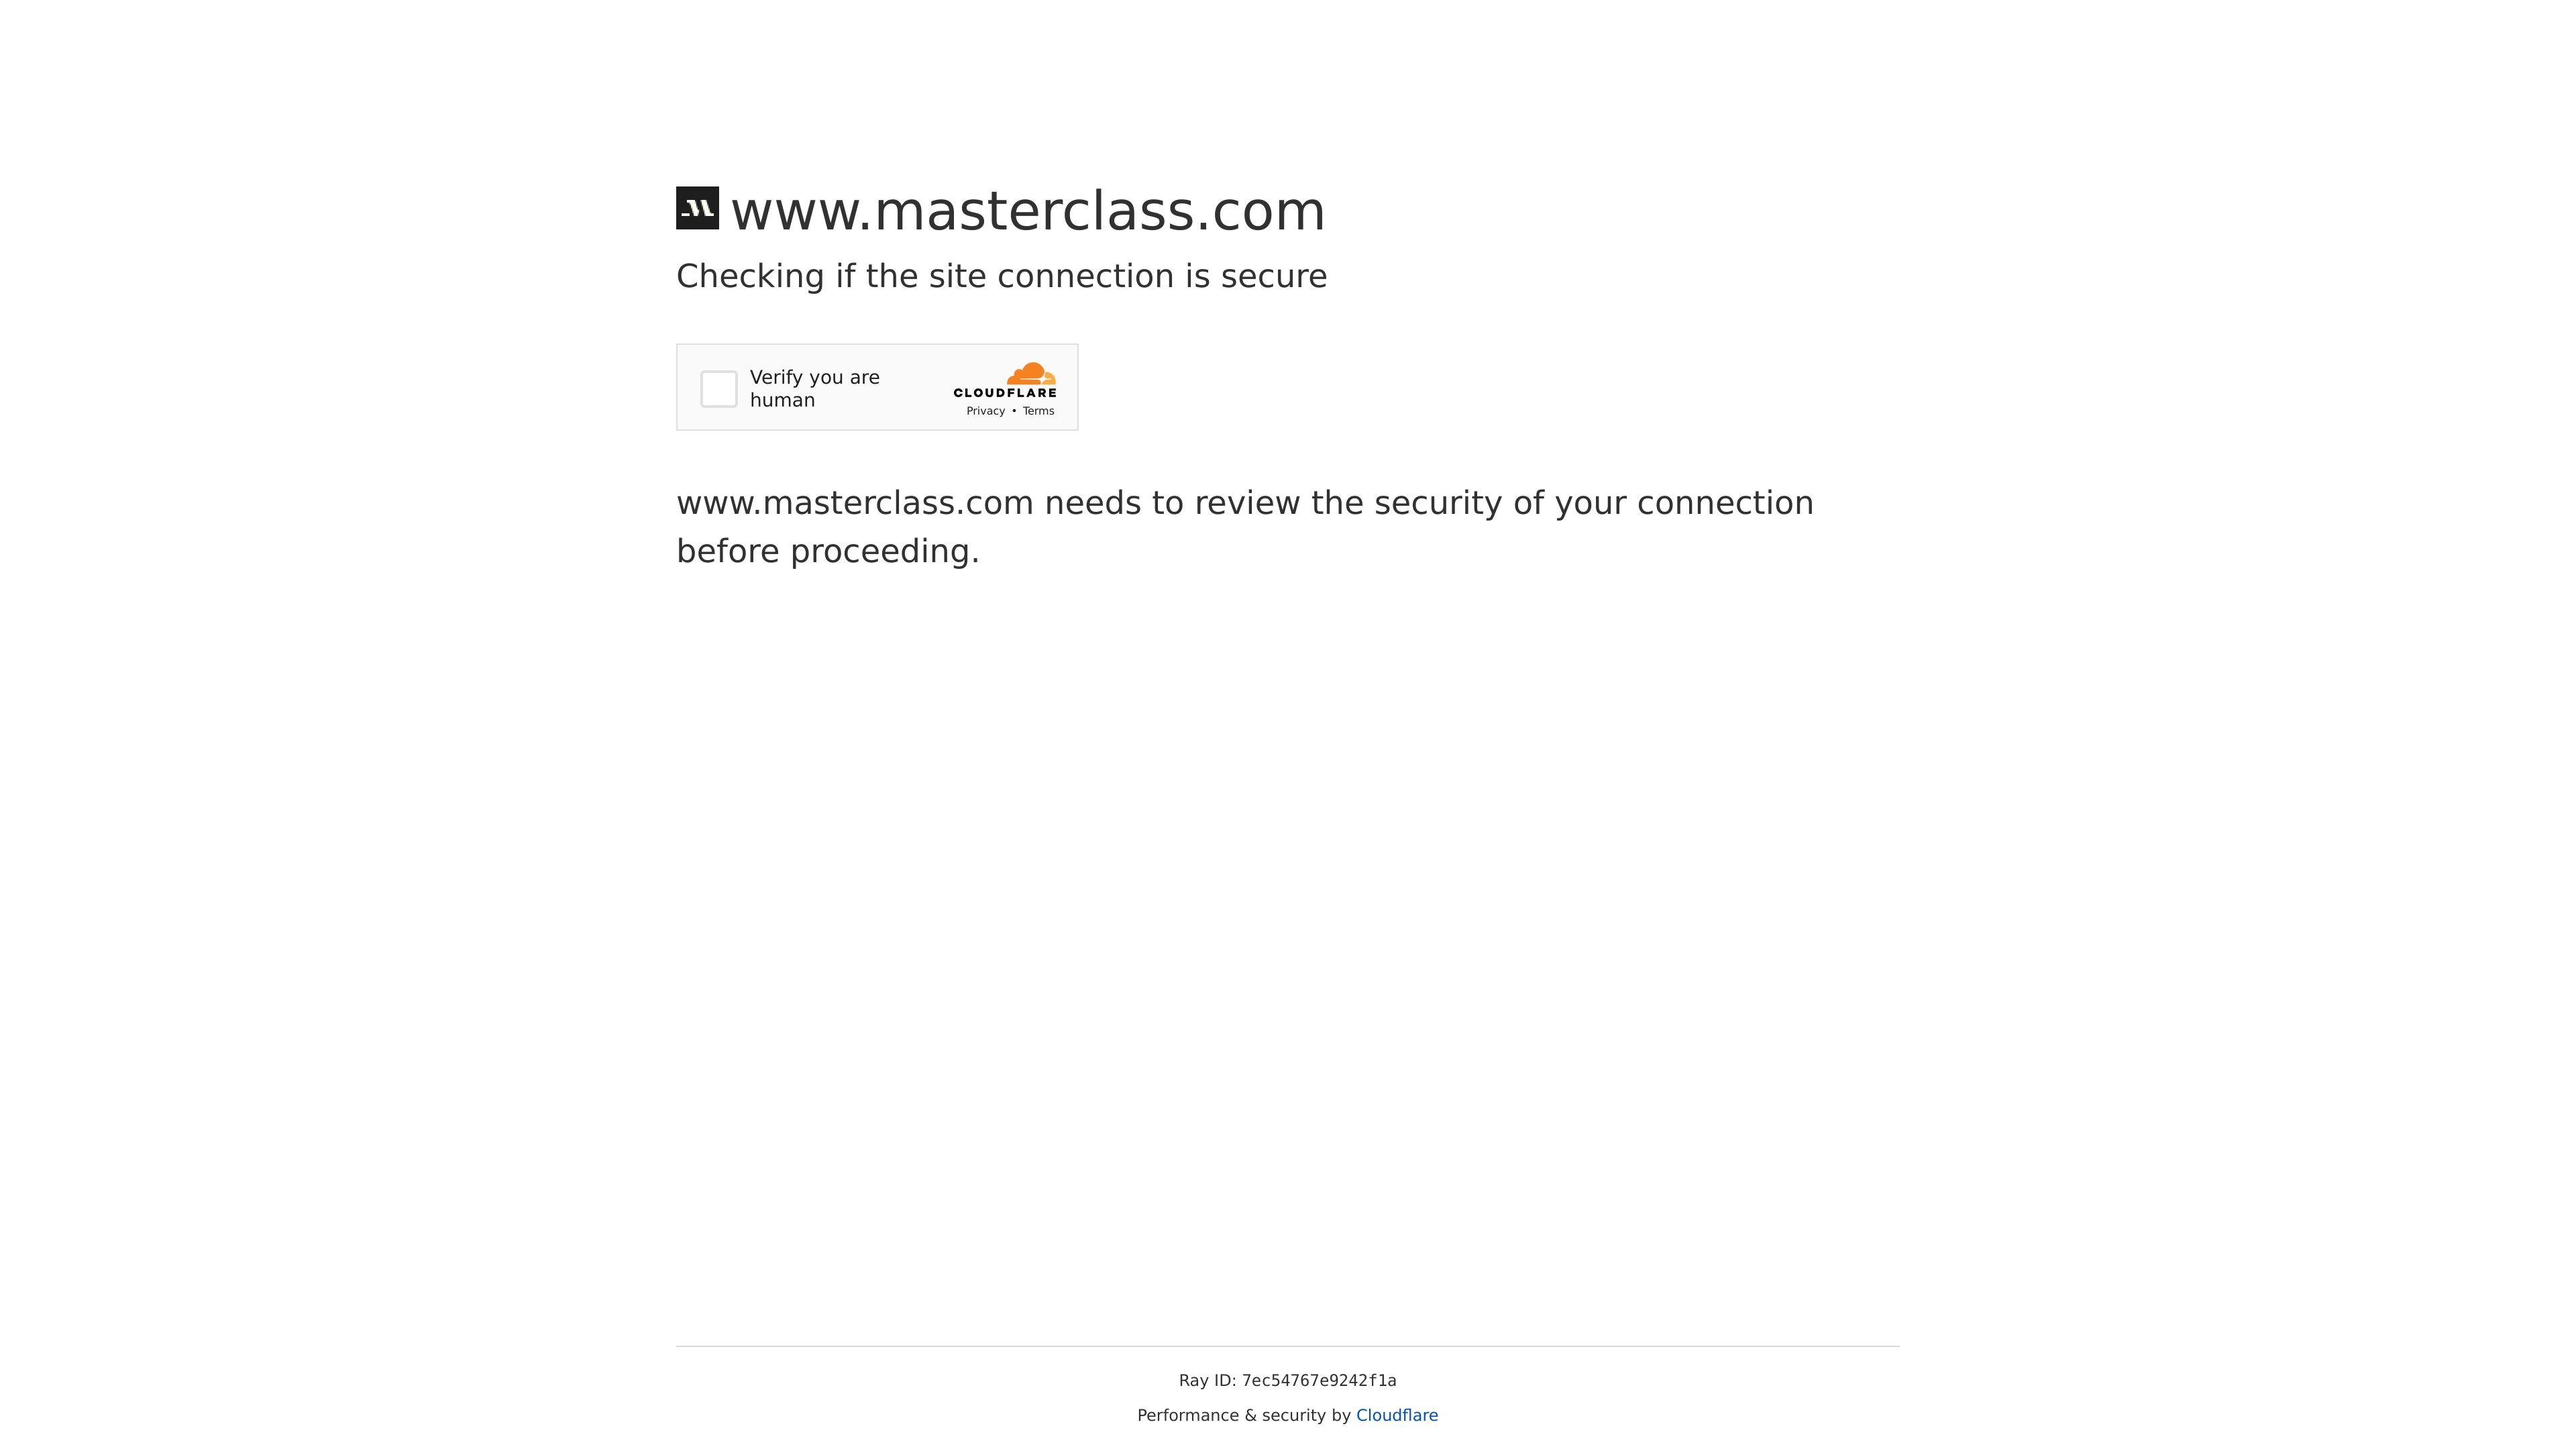 www.masterclass.com
Checking if the site connection is secure
Verify you are
human
CLOUDFLARE
Privacy • Terms
www.masterclass.com needs to review the security of your connection
before proceeding.
Ray ID: 7ec54767e9242f1a
Performance & security by Cloudflare